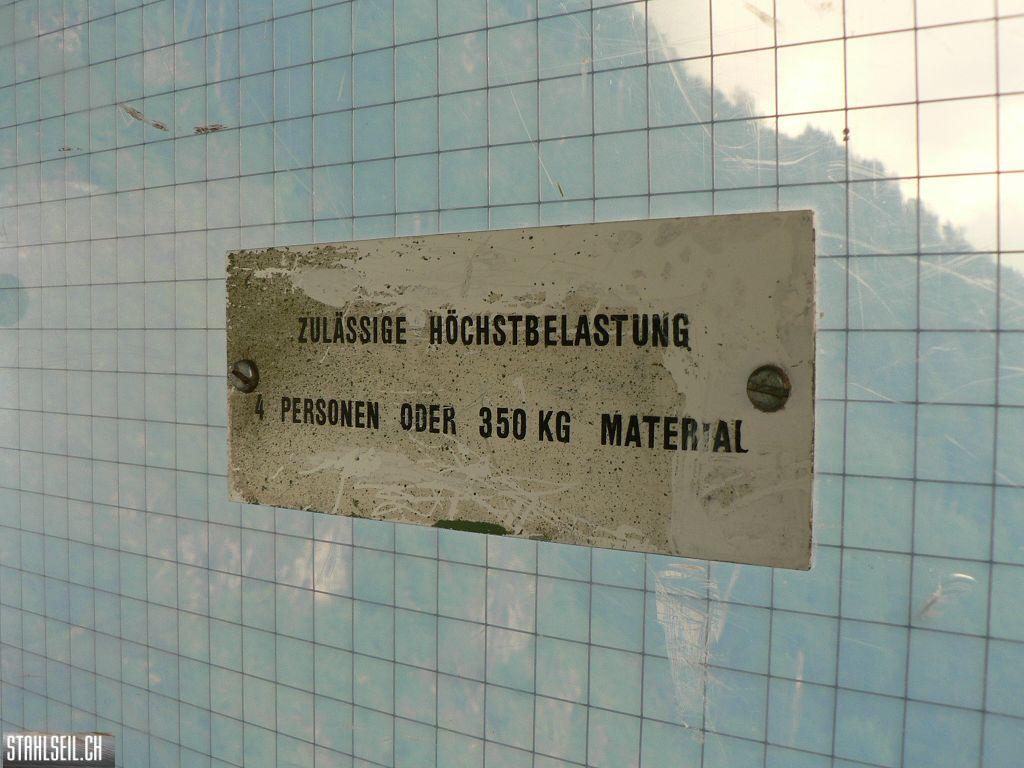 ZULÄSSIGE HÖCHSTBELASTUNG
4 PERSONEN ODER 350 KG MATERIAL
STAHLSEIL.CH